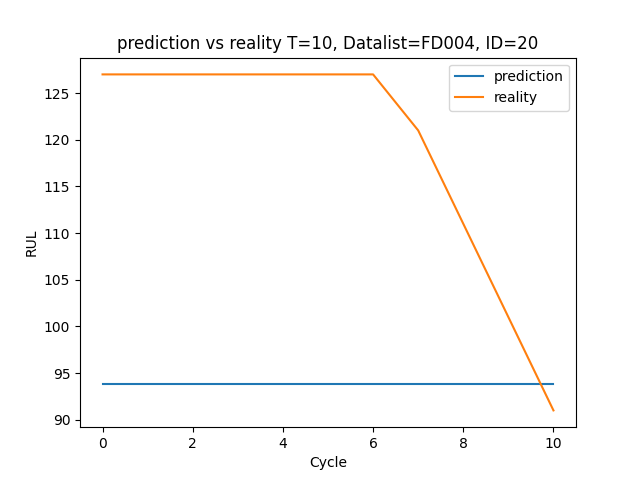 prediction vs reality T=10, Datalist=FD004, ID=20
prediction
reality
125
120
115
110
105
100
95
90
RUL
0 2 4 6 8 10
Cycle